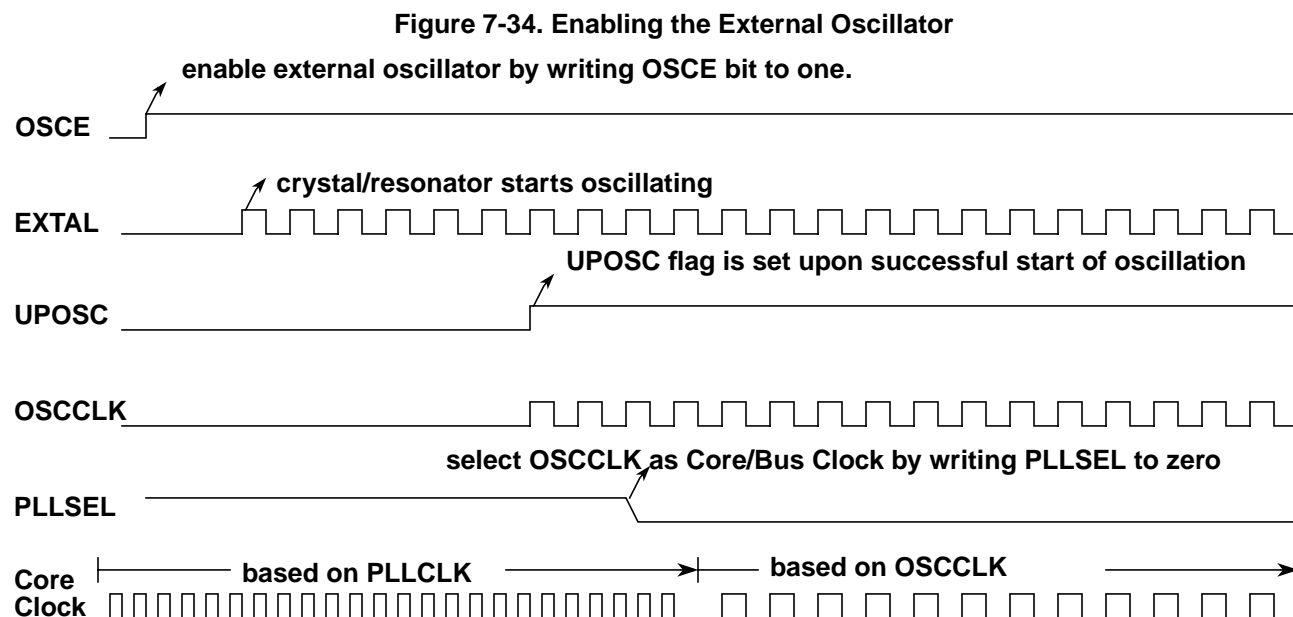 Figure 7-34. Enabling the External Oscillator
enable external oscillator by writing OSCE bit to one.
OSCE
crystal/resonator starts oscillating
EXTAL
UPOSC flag is set upon successful start of oscillation
UPOSC
OSCCLK
select OSCCLK as Core/Bus Clock by writing PLLSEL to zero
PLLSEL
based on PLLCLK
based on OSCCLK
Core
Clock